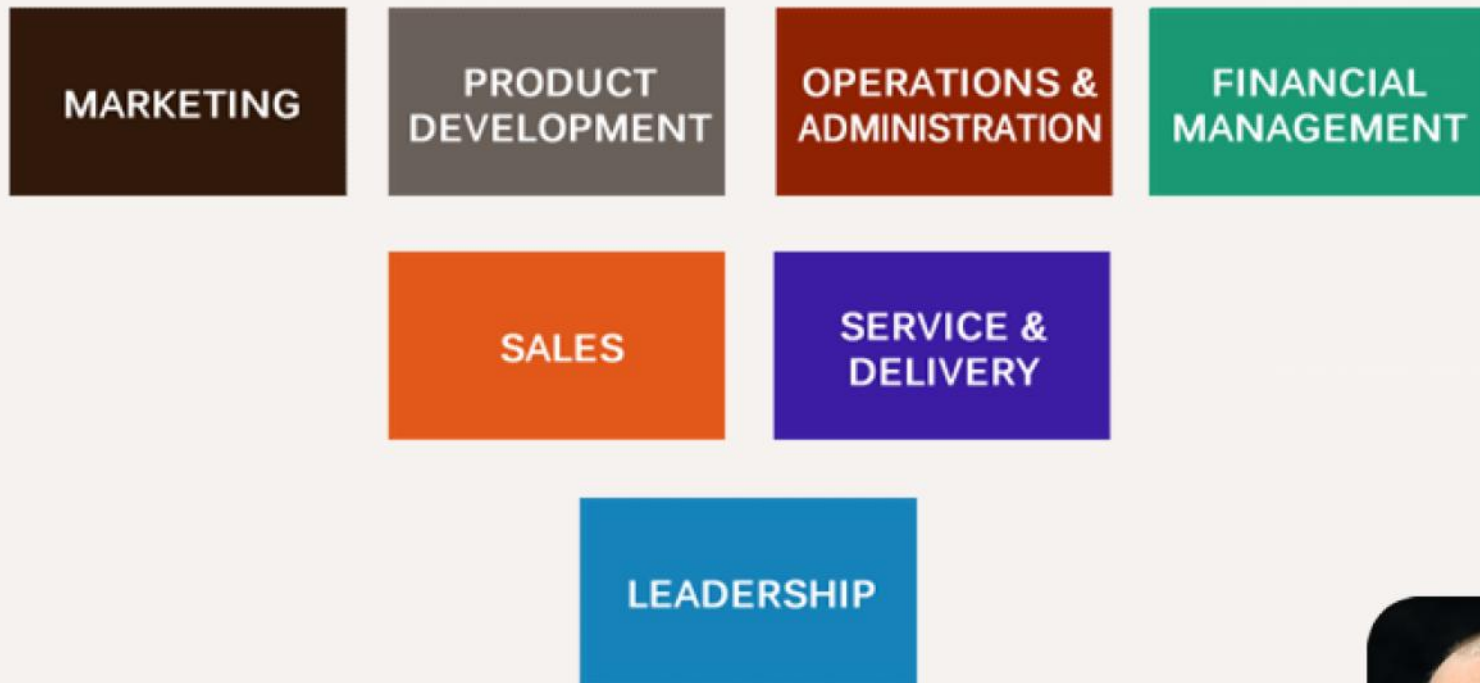 MARKETING
PRODUCT
DEVELOPMENT
OPERATIONS &
ADMINISTRATION
FINANCIAL
MANAGEMENT
SALES
SERVICE &
DELIVERY
LEADERSHIP